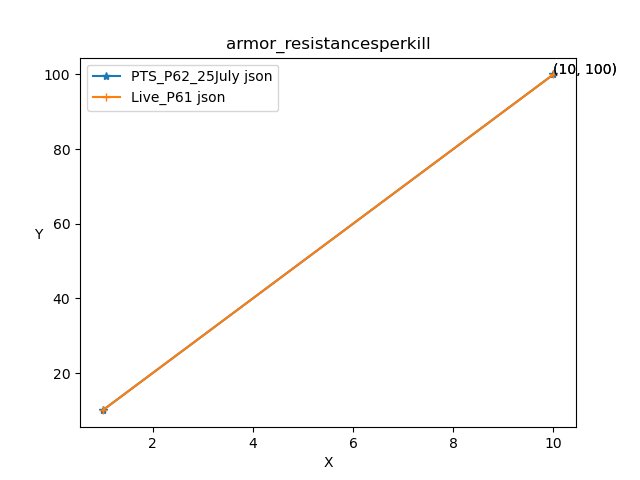 armor_resistancesperkill
PTS_P62_25July json
Live_P61 json
(10, 100)
100
80
60
40
20
Y
2 4 6 8 10
X